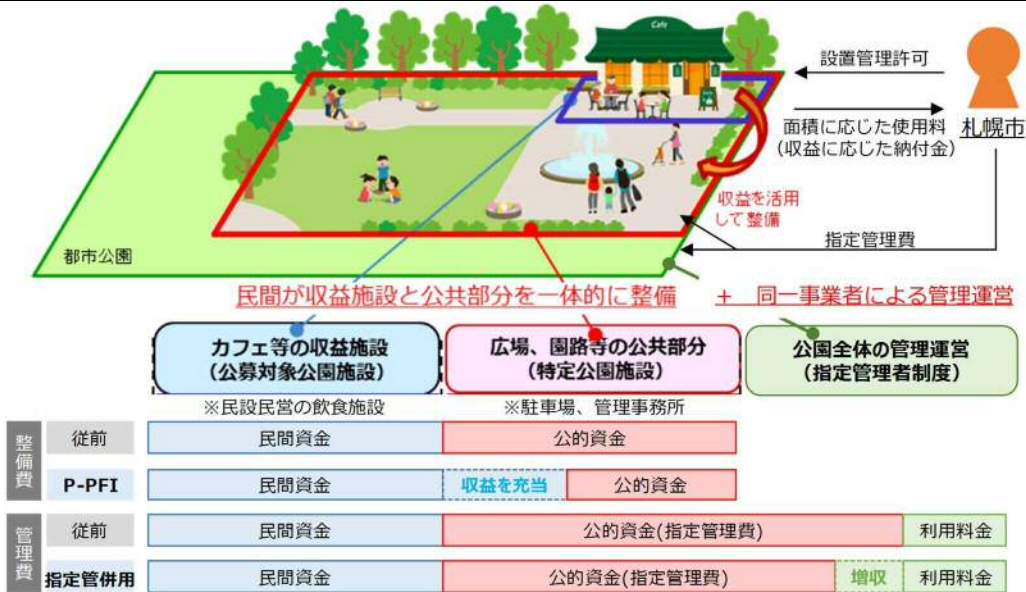 Cafe
設置管理許可
面積に応じた使用料
(収益に応じた納付金)
札幌市
収益を活用
して整備
指定管理費
都市公園
民間が収益施設と公共部分を一体的に整備
+ 同一事業者による管理運営
カフェ等の収益施設
(公募対象公園施設)
広場、園路等の公共部分
(特定公園施設)
公園全体の管理運営
(指定管理者制度)
※民設民営の飲食施設
※駐車場、管理事務所
整備費
従前
民間資金
公的資金
P-PFI
民間資金
収益を充当
公的資金
管理費
従前
民間資金
公的資金(指定管理費)
利用料金
指定管併用
民間資金
公的資金(指定管理費)
増収
利用料金